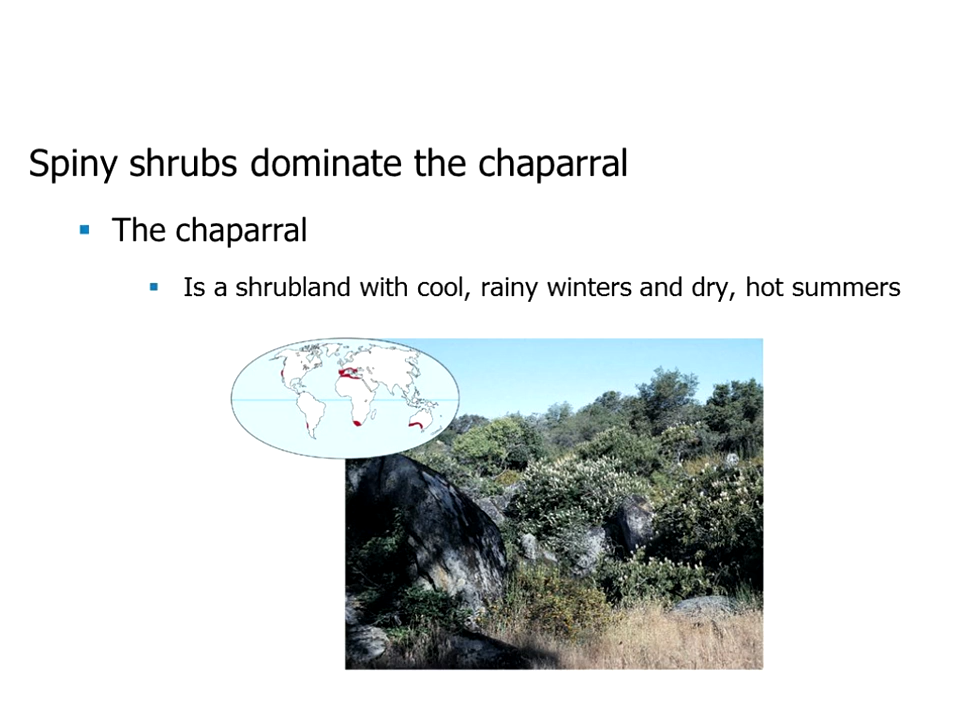 Spiny shrubs dominate the chaparral
The chaparral
Is a shrubland with cool, rainy winters and dry, hot summers